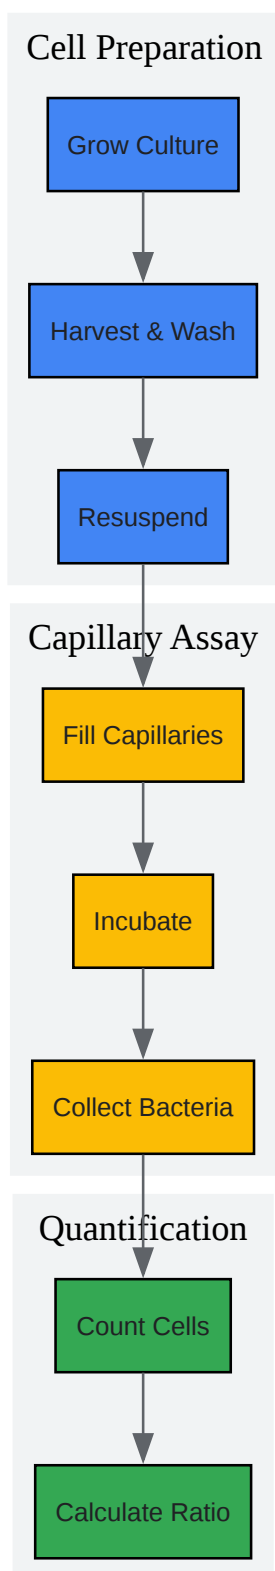 Cell Preparation
Grow Culture
Harvest & Wash
Resuspend
Capillary Assay
Fill Capillaries
Incubate
Collect Bacteria
Quantification
Count Cells
Calculate Ratio